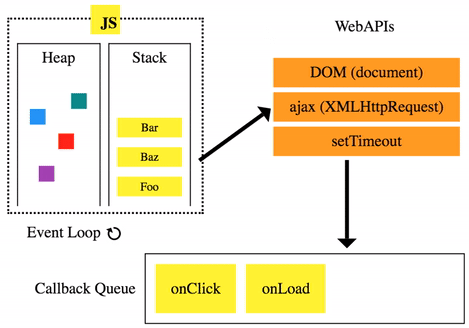 JS
Heap
Stack
Bar
Baz
Foo
Event Loop
WebAPIs
DOM (document)
ajax (XMLHttpRequest)
setTimeout
Callback Queue
onClick
onLoad